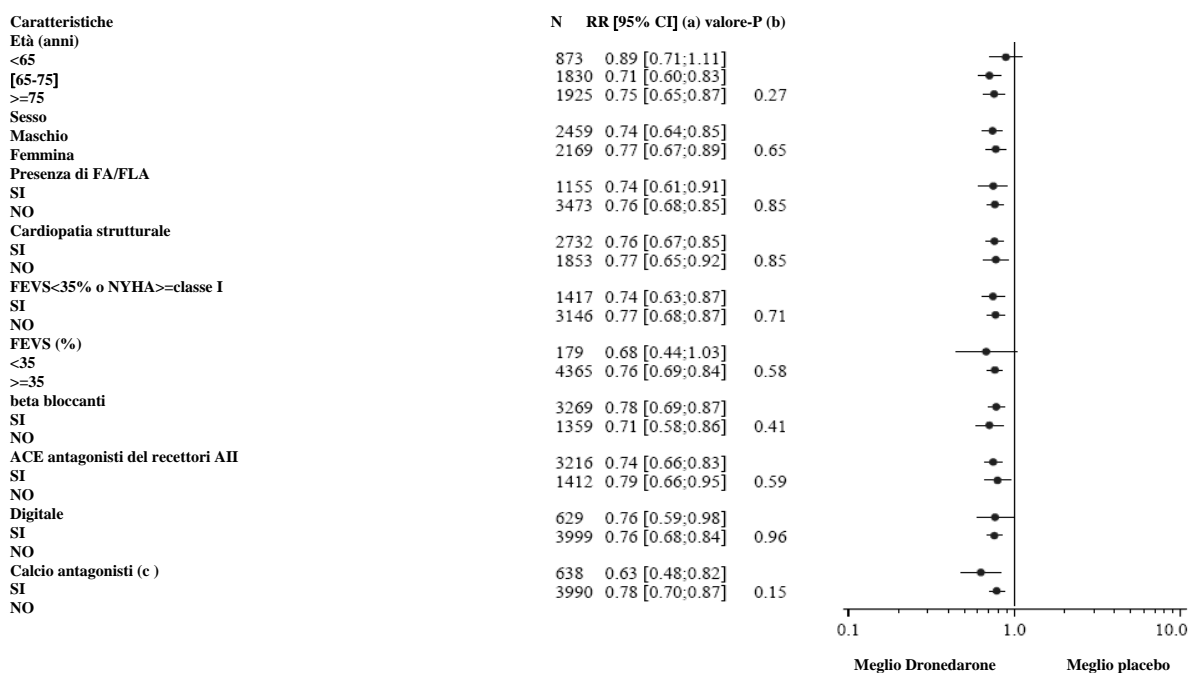 Caratteristiche N RR [95% CI] (a) valore-P (b)
Età (anni)
<65 873 0.89 [0.71;1.11]
[65-75] 1830 0.71 [0.60;0.83]
>=75 1925 0.75 [0.65;0.87] 0.27
Sesso
Maschio 2459 0.74 [0.64;0.85]
Femmina 2169 0.77 [0.67;0.89] 0.65
Presenza di FA/FLA
SI 1155 0.74 [0.61;0.91]
NO 3473 0.76 [0.68;0.85] 0.85
Cardiopatia strutturale
SI 2732 0.76 [0.67;0.85]
NO 1853 0.77 [0.65;0.92] 0.85
FEVS<35% o NYHA>=classe I
SI 1417 0.74 [0.63;0.87]
NO 3146 0.77 [0.68;0.87] 0.71
FEVS (%)
<35 179 0.68 [0.44;1.03]
>=35 4365 0.76 [0.69;0.84] 0.58
beta bloccanti
SI 3269 0.78 [0.69;0.87]
NO 1359 0.71 [0.58;0.86] 0.41
ACE antagonisti del recettori AII
SI 3216 0.74 [0.66;0.83]
NO 1412 0.79 [0.66;0.95] 0.59
Digitale
SI 629 0.76 [0.59;0.98]
NO 3999 0.76 [0.68;0.84] 0.96
Calcio antagonisti (c )
SI 638 0.63 [0.48;0.82]
NO 3990 0.78 [0.70;0.87] 0.15
0.1 1.0 10.0
Meglio Dronedarone Meglio placebo